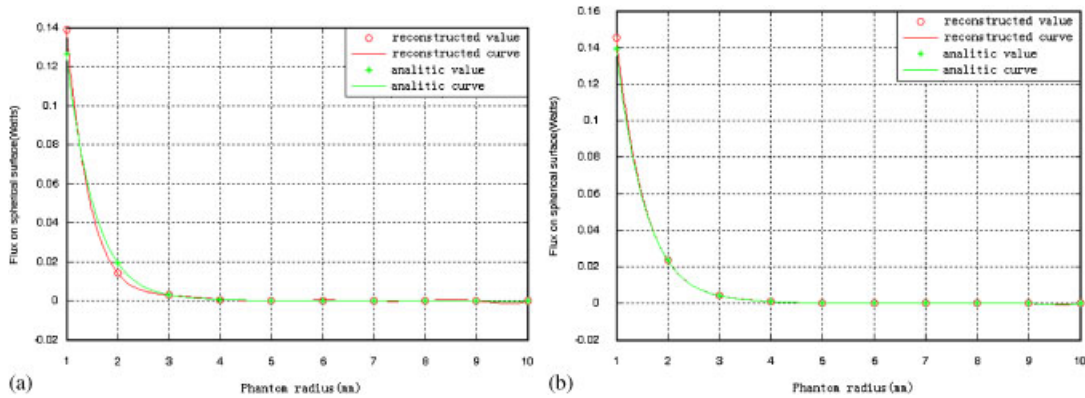 0.14
0.12
0.1
0.08
0.06
0.04
0.02
0
-0.02
Flux on spherical surface(Watts)
reconstructed value
reconstructed curve
analitic value
analitic curve
1 2 3 4 5 6 7 8 9 10
Phantom radius(mm)
(a)
0.16
0.14
0.12
0.1
0.08
0.06
0.04
0.02
0
-0.02
Flux on spherical surface(Watts)
reconstructed value
reconstructed curve
analitic value
analitic curve
1 2 3 4 5 6 7 8 9 10
Phantom radius(mm)
(b)